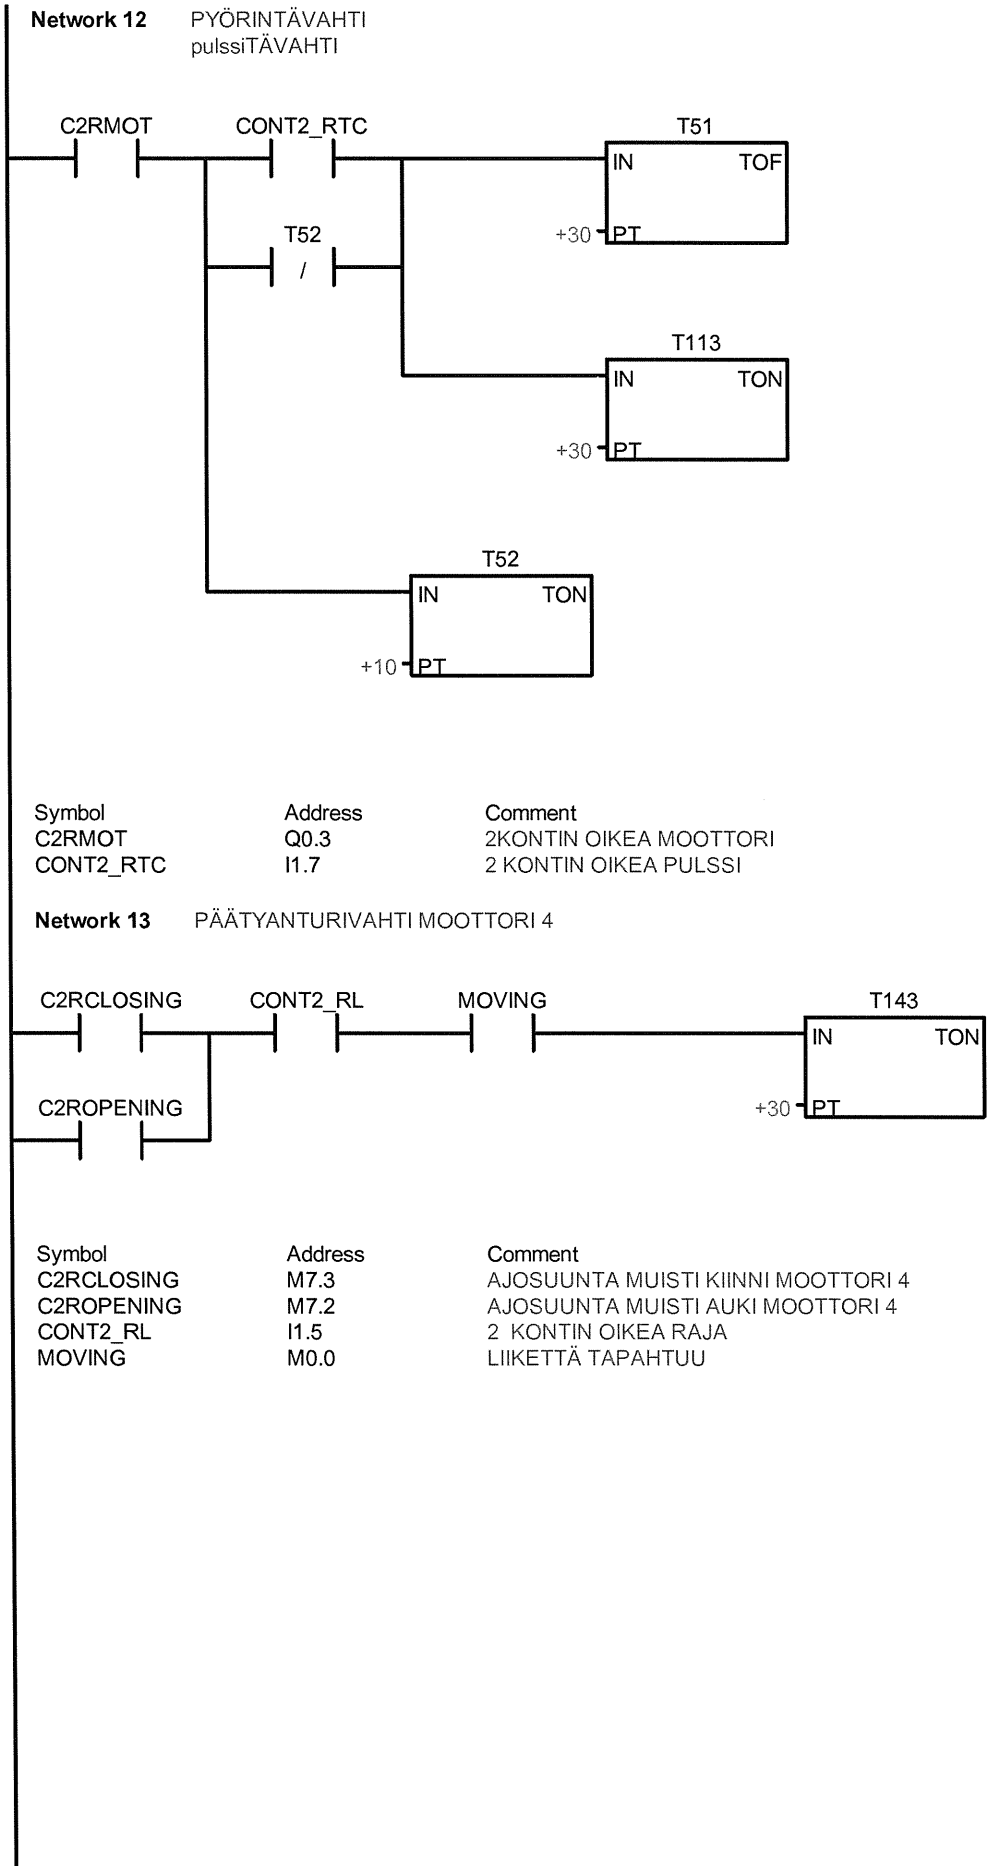 Network 12 PYÖRINTÄVAHTI
pulssiTÄVAHTI
C2RMOT CONT2_RTC T51
IN TOF
T52
+30 PT
/
T113
IN TON
+30 PT
T52
IN TON
+10 PT
Symbol Address Comment
C2RMOT Q0.3 2KONTIN OIKEA MOOTTORI
CONT2_RTC I1.7 2 KONTIN OIKEA PULSSI
Network 13 PÄÄTYANTURIVAHTI MOOTTORI 4
C2RCLOSING CONT2_RL MOVING T143
IN TON
C2ROPENING
+30 PT
Symbol Address Comment
C2RCLOSING M7.3 AJOSUUNTA MUISTI KIINNI MOOTTORI 4
C2ROPENING M7.2 AJOSUUNTA MUISTI AUKI MOOTTORI 4
CONT2_RL I1.5 2 KONTIN OIKEA RAJA
MOVING M0.0 LIIKETTÄ TAPAHTUU